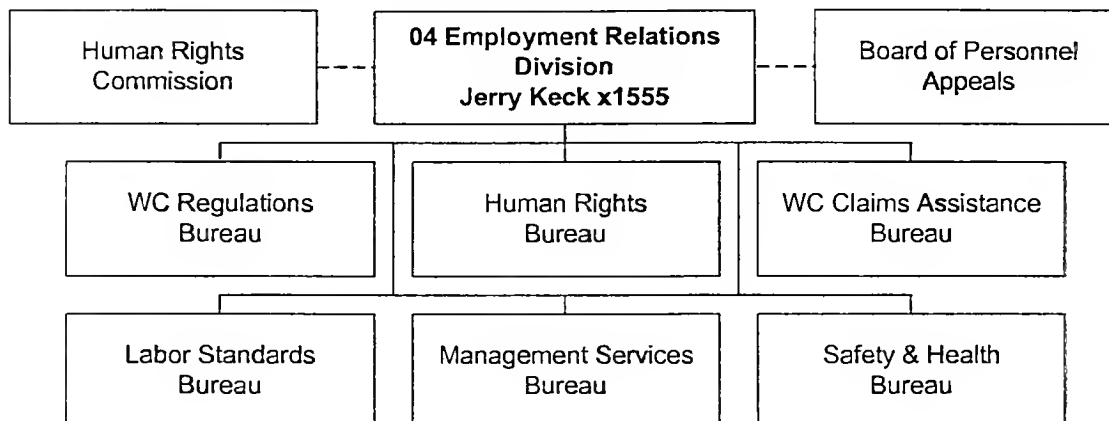 Human Rights
Commission
04 Employment Relations
Division
Jerry Keck x1555
Board of Personnel
Appeals
WC Regulations
Bureau
Human Rights
Bureau
WC Claims Assistance
Bureau
Labor Standards
Bureau
Management Services
Bureau
Safety & Health
Bureau